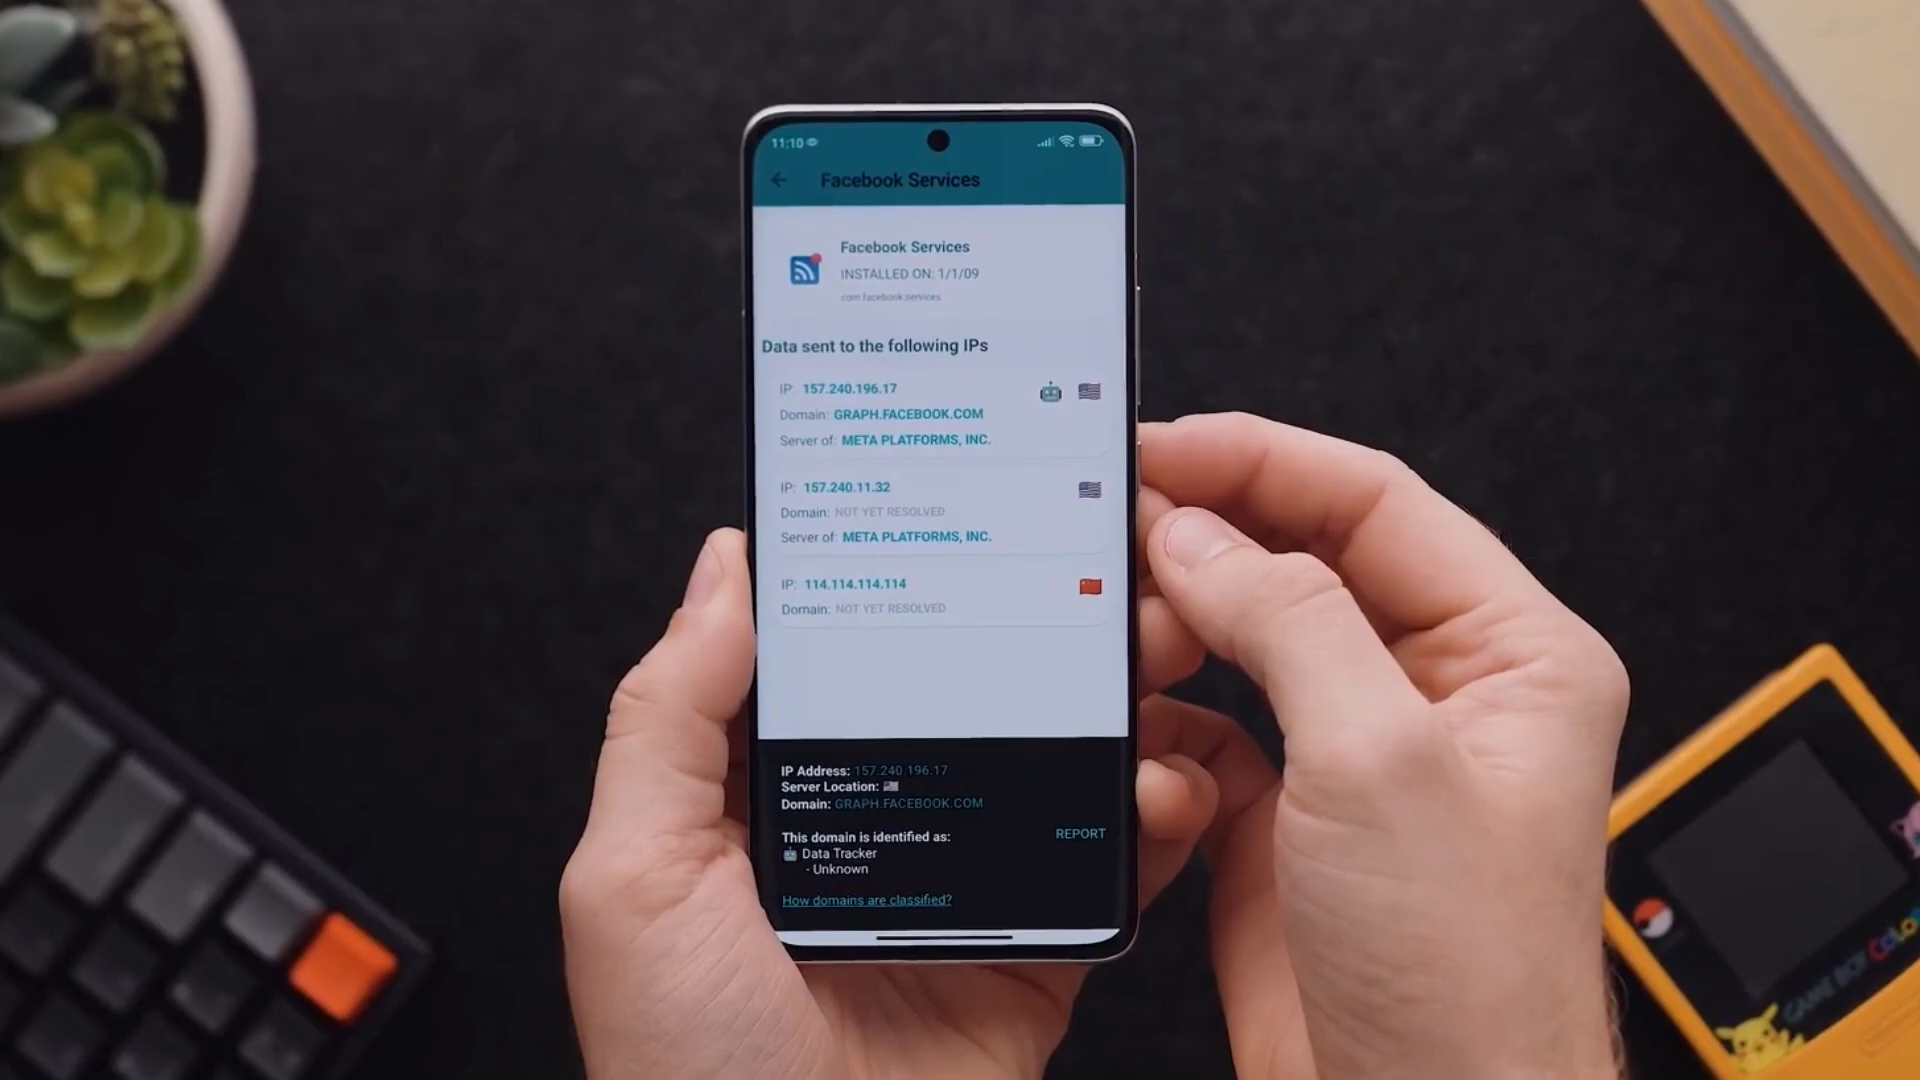 11:10
Facebook Services
Facebook Services
INSTALLED ON: 1/1/09
com.facebook.services
Data sent to the following IPs
IP: 157.240.196.17
Domain: GRAPH.FACEBOOK.COM
Server of: META PLATFORMS, INC.
IP: 157.240.11.32
Domain: NOT YET RESOLVED
Server of: META PLATFORMS, INC.
IP: 114.114.114.114
Domain: NOT YET RESOLVED
IP Address: 157.240.196.17
Server Location:
Domain: GRAPH.FACEBOOK.COM
This domain is identified as:
REPORT
Data Tracker
- Unknown
How domains are classified?
GAME BOY COLO